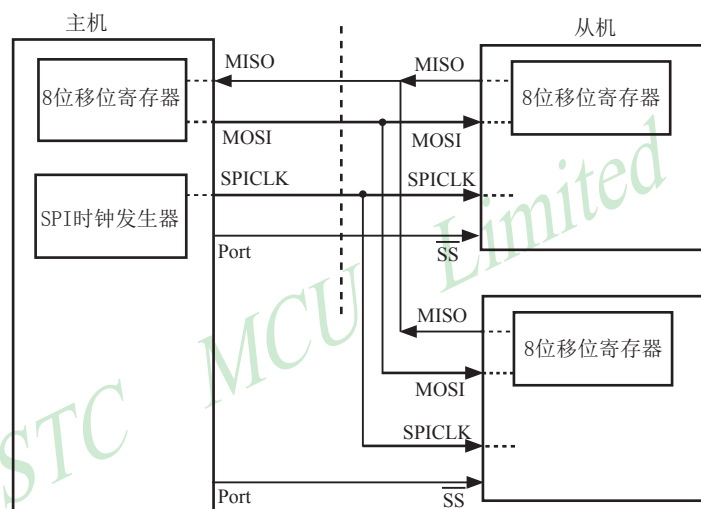 主机
从机
MISO
MISO
8位移位寄存器
8位移位寄存器
MOSI
MOSI
SPICLK
SPICLK
SPI时钟发生器
Port
SS
MISO
8位移位寄存器
MOSI
SPICLK
Port
SS
STC MCU Limited